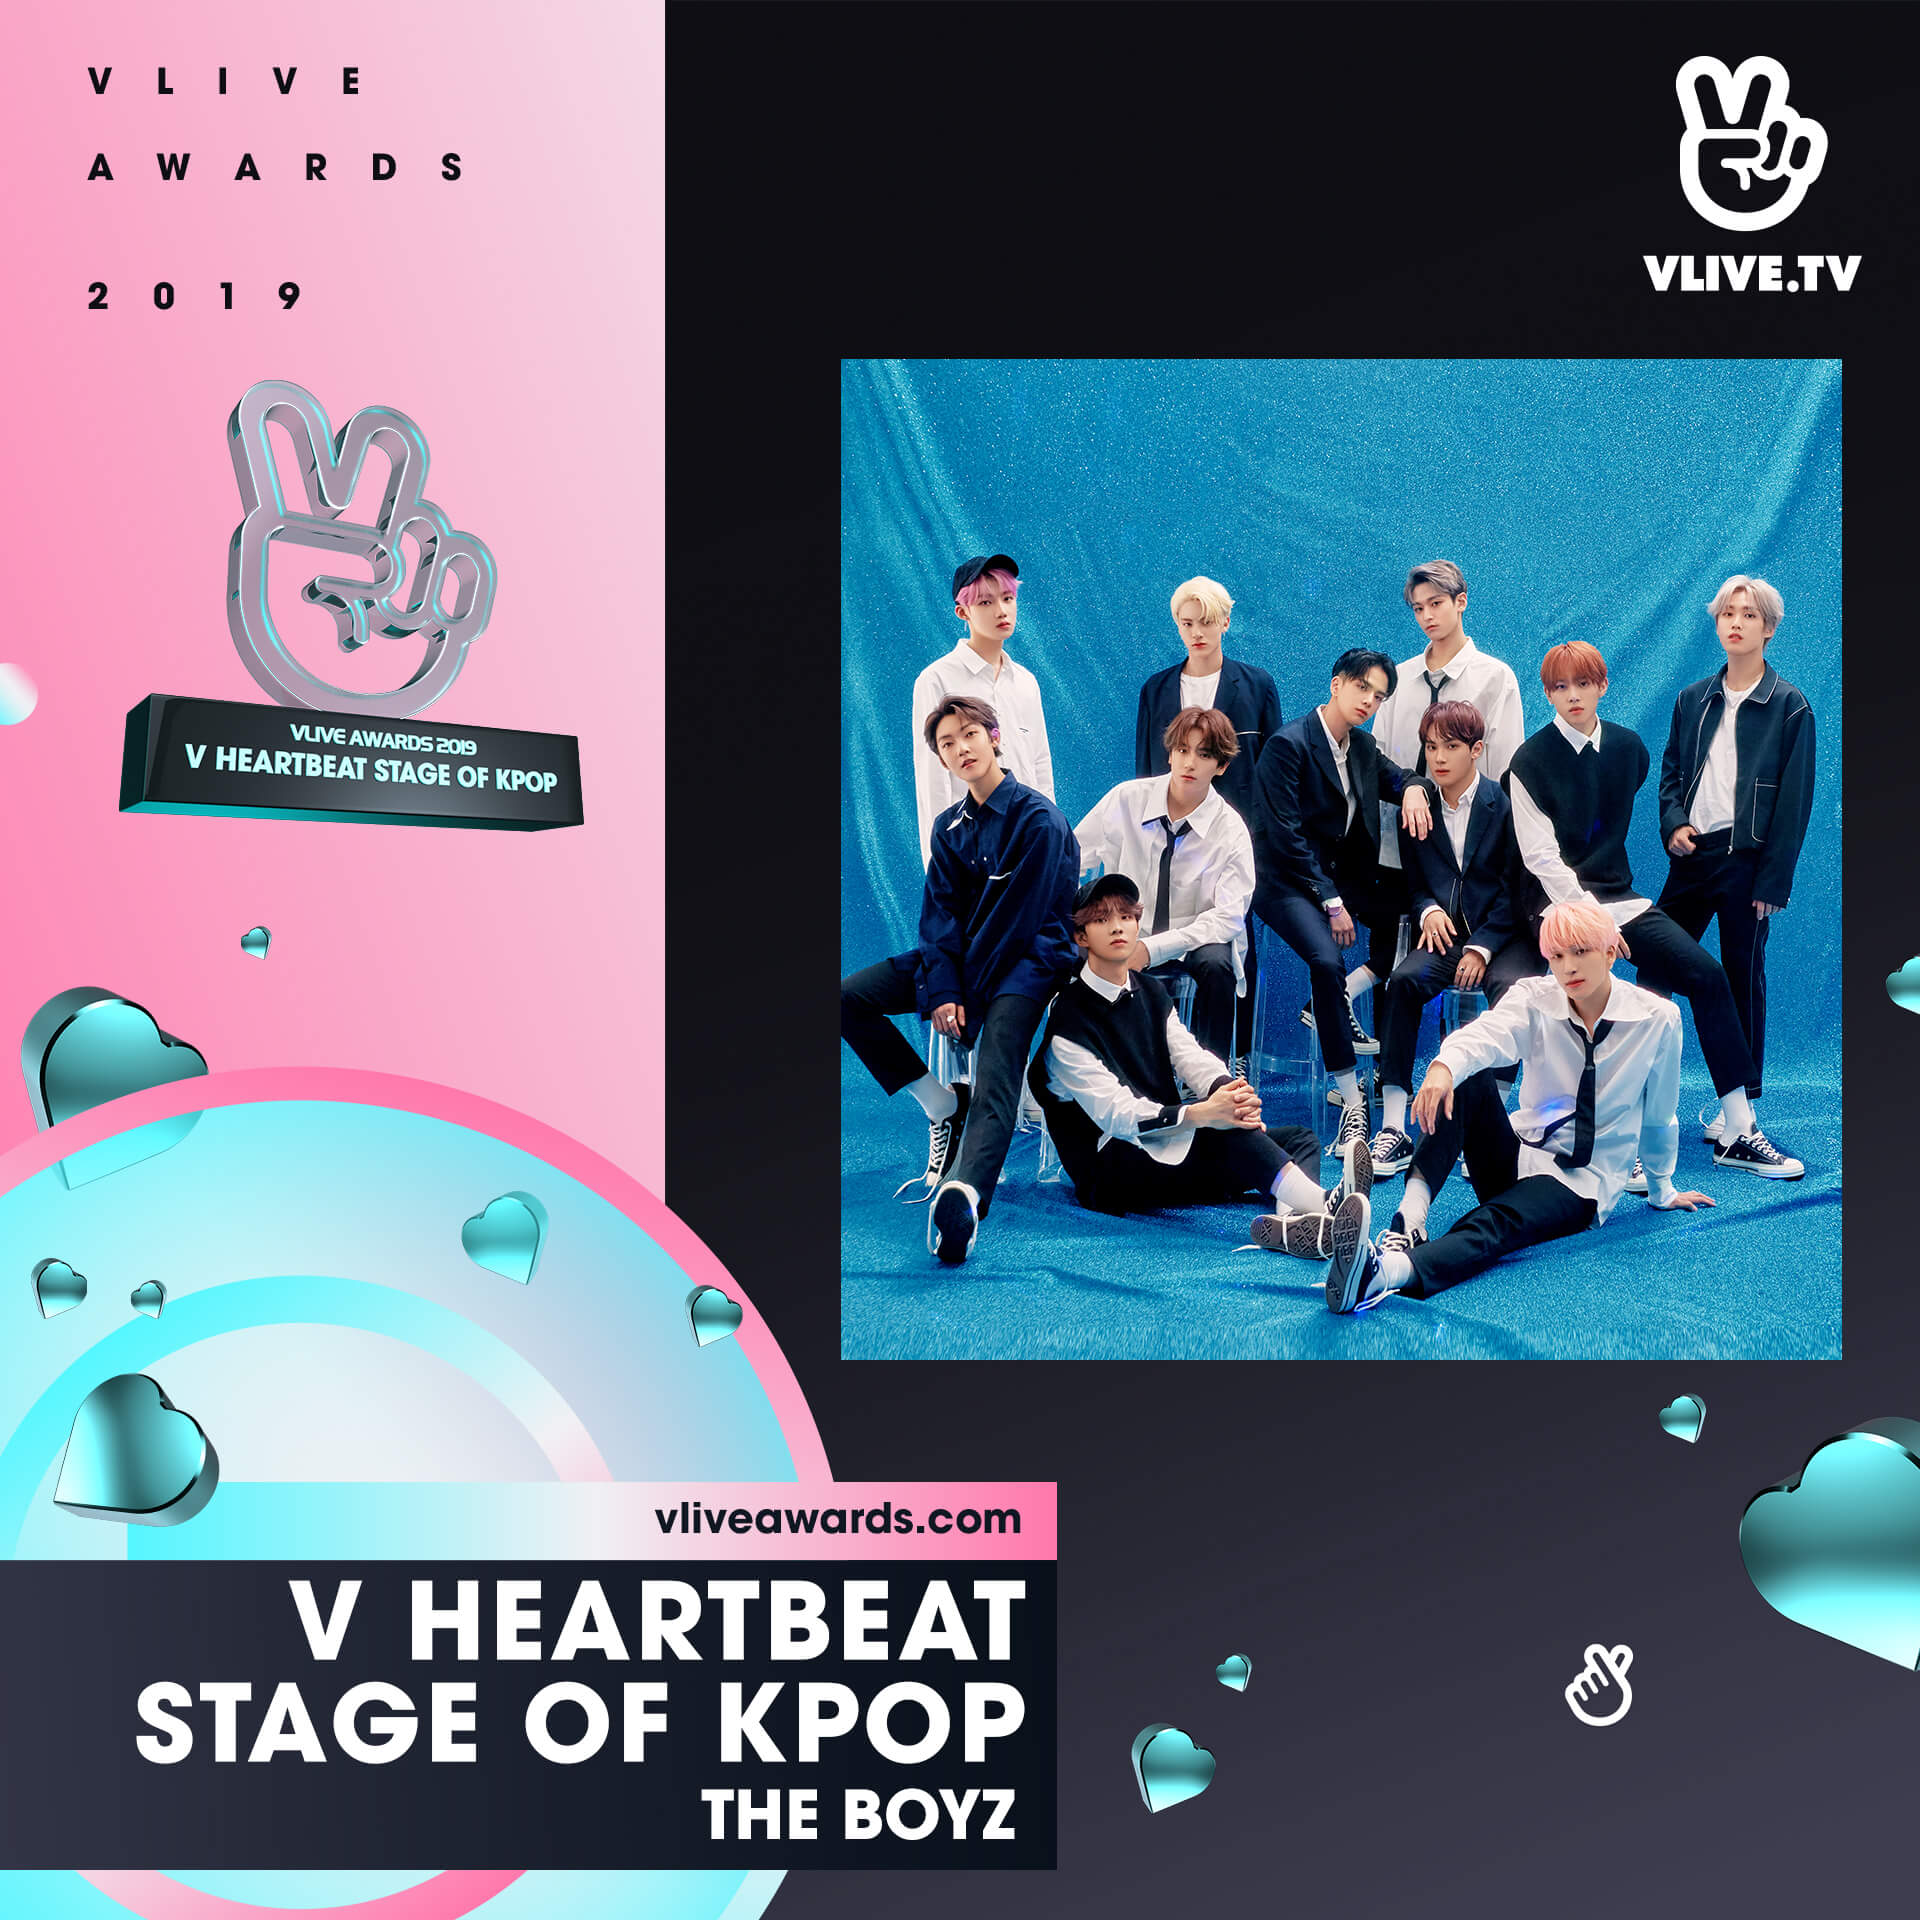 VLIVE
AWARDS
2019
VLIVE.TV
VLIVE AWARDS 2019
V HEARTBEAT STAGE OF KPOP
vliveawards.com
V HEARTBEAT
STAGE OF KPOP
THE BOYZ